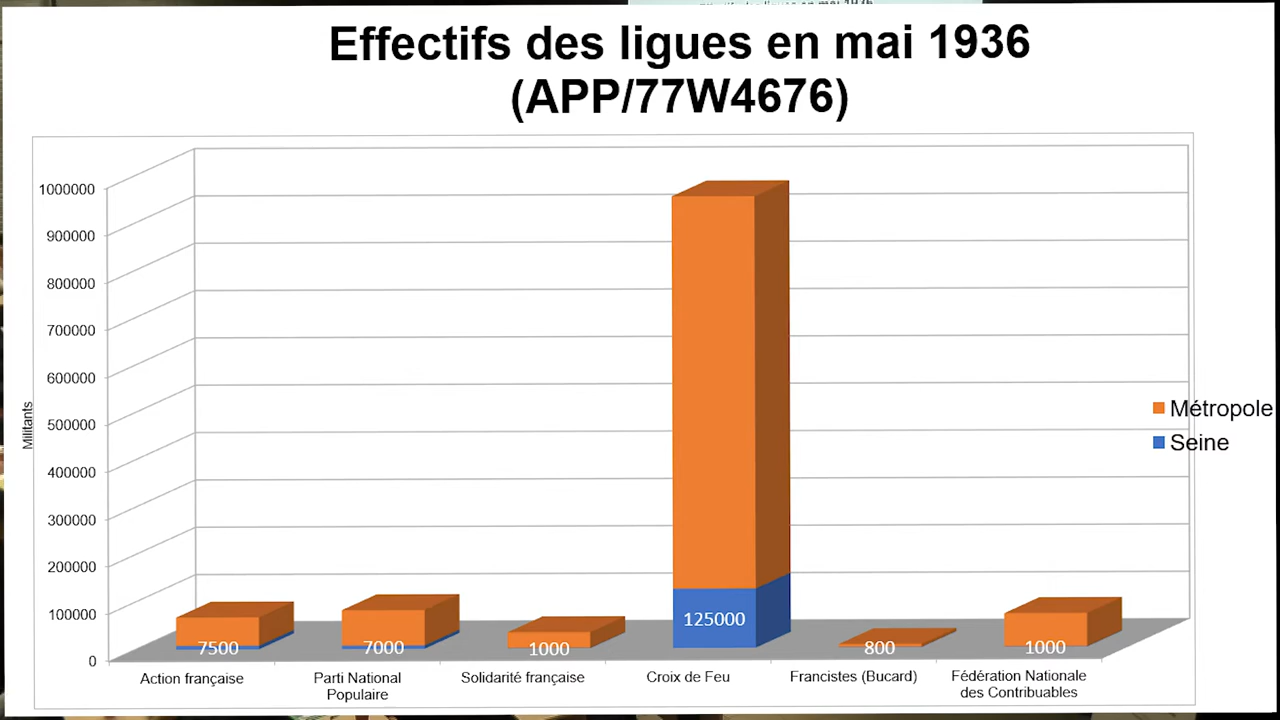 Effectifs des ligues en mai 1936
(APP/77W4676)
1000000
900000
800000
700000
600000
500000
400000
300000
200000
100000
0
Militants
7500
7000
1000
125000
800
1000
Action française
Parti National
Populaire
Solidarité française
Croix de Feu
Francistes (Bucard)
Fédération Nationale
des Contribuables
Métropole
Seine